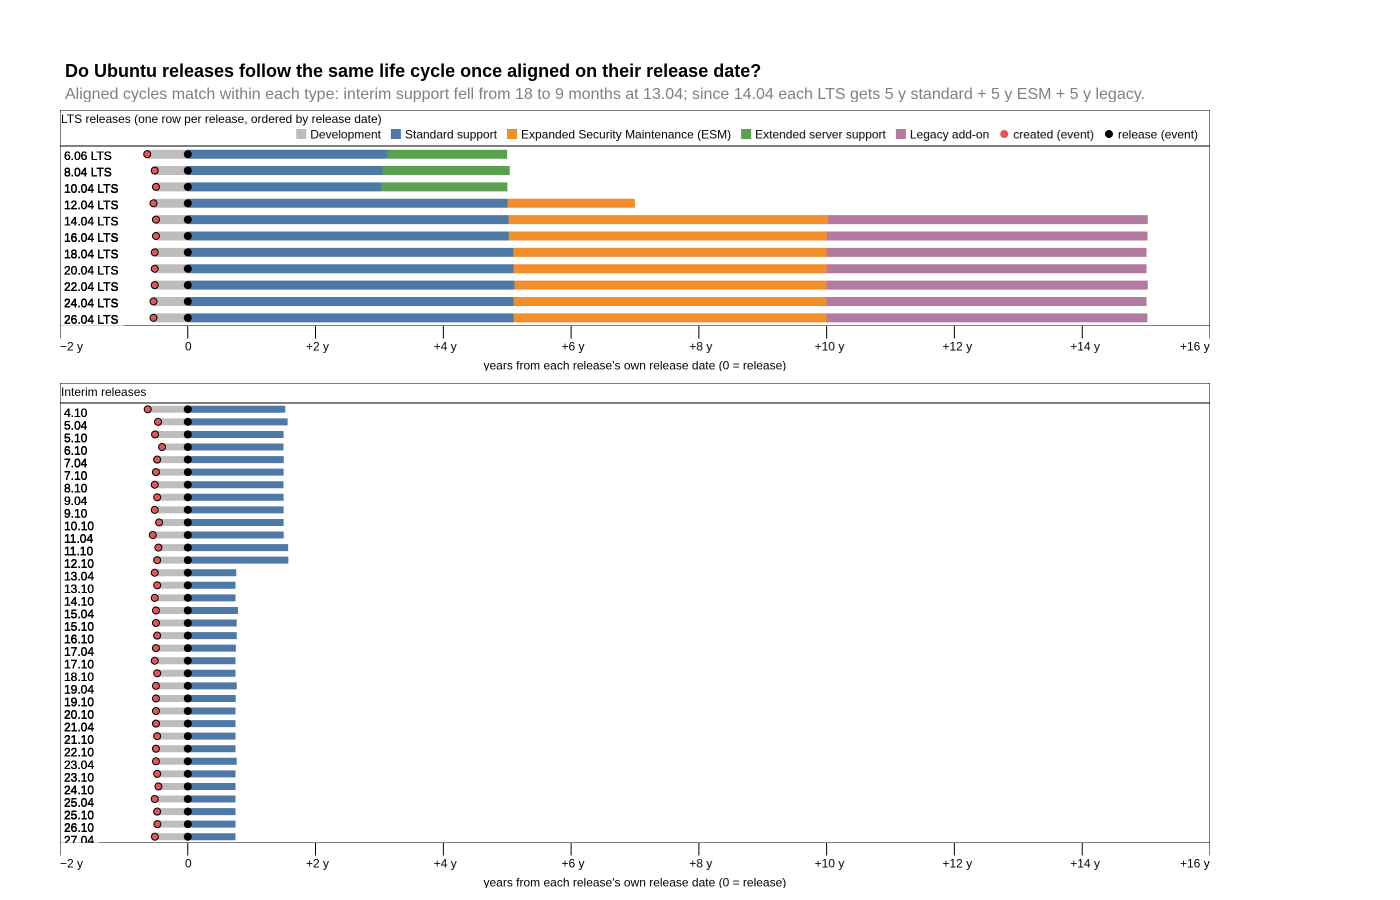 Do Ubuntu releases follow the same life cycle once aligned on their release date?
Aligned cycles match within each type: interim support fell from 18 to 9 months at 13.04; since 14.04 each LTS gets 5 y standard + 5 y ESM + 5 y legacy.
LTS releases (one row per release, ordered by release date)
Development Standard support Expanded Security Maintenance (ESM) Extended server support Legacy add-on created (event) release (event)
6.06 LTS
8.04 LTS
10.04 LTS
12.04 LTS
14.04 LTS
16.04 LTS
18.04 LTS
20.04 LTS
22.04 LTS
24.04 LTS
26.04 LTS
−2 y 0 +2 y +4 y +6 y +8 y +10 y +12 y +14 y +16 y
years from each release's own release date (0 = release)
Interim releases
4.10
5.04
5.10
6.10
7.04
7.10
8.10
9.04
9.10
10.10
11.04
11.10
12.10
13.04
13.10
14.10
15.04
15.10
16.10
17.04
17.10
18.10
19.04
19.10
20.10
21.04
21.10
22.10
23.04
23.10
24.10
25.04
25.10
26.10
27.04
−2 y 0 +2 y +4 y +6 y +8 y +10 y +12 y +14 y +16 y
years from each release's own release date (0 = release)